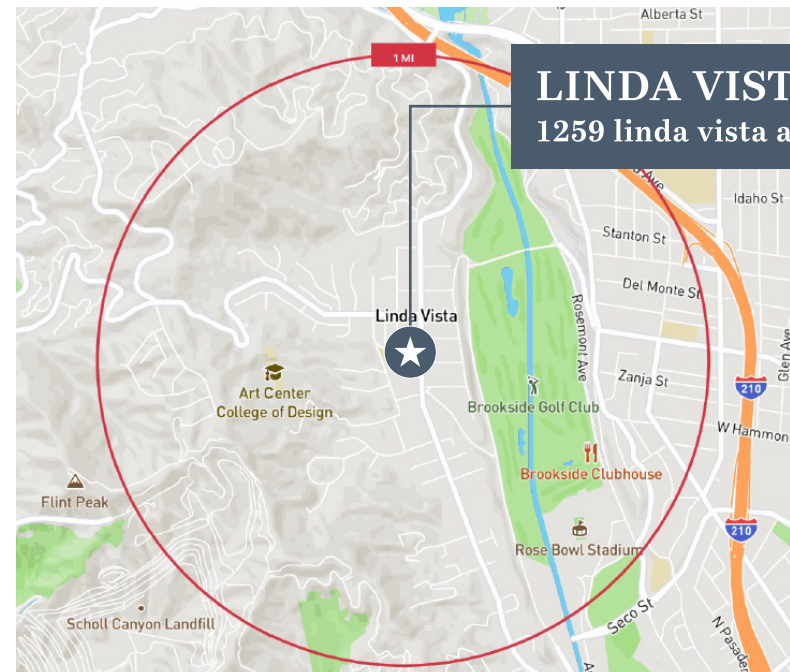 Alberta St
1 MI
LINDA VIST
1259 linda vista a
Ave
Idaho St
Stanton St
Del Monte St
Rosemont Ave
Linda Vista
Glen Ave
Zanja St
210
Art Center
College of Design
Brookside Golf Club
W Hammon
Brookside Clubhouse
Flint Peak
210
Rose Bowl Stadium
Scholl Canyon Landfill
Seco St
N Pasaden
A